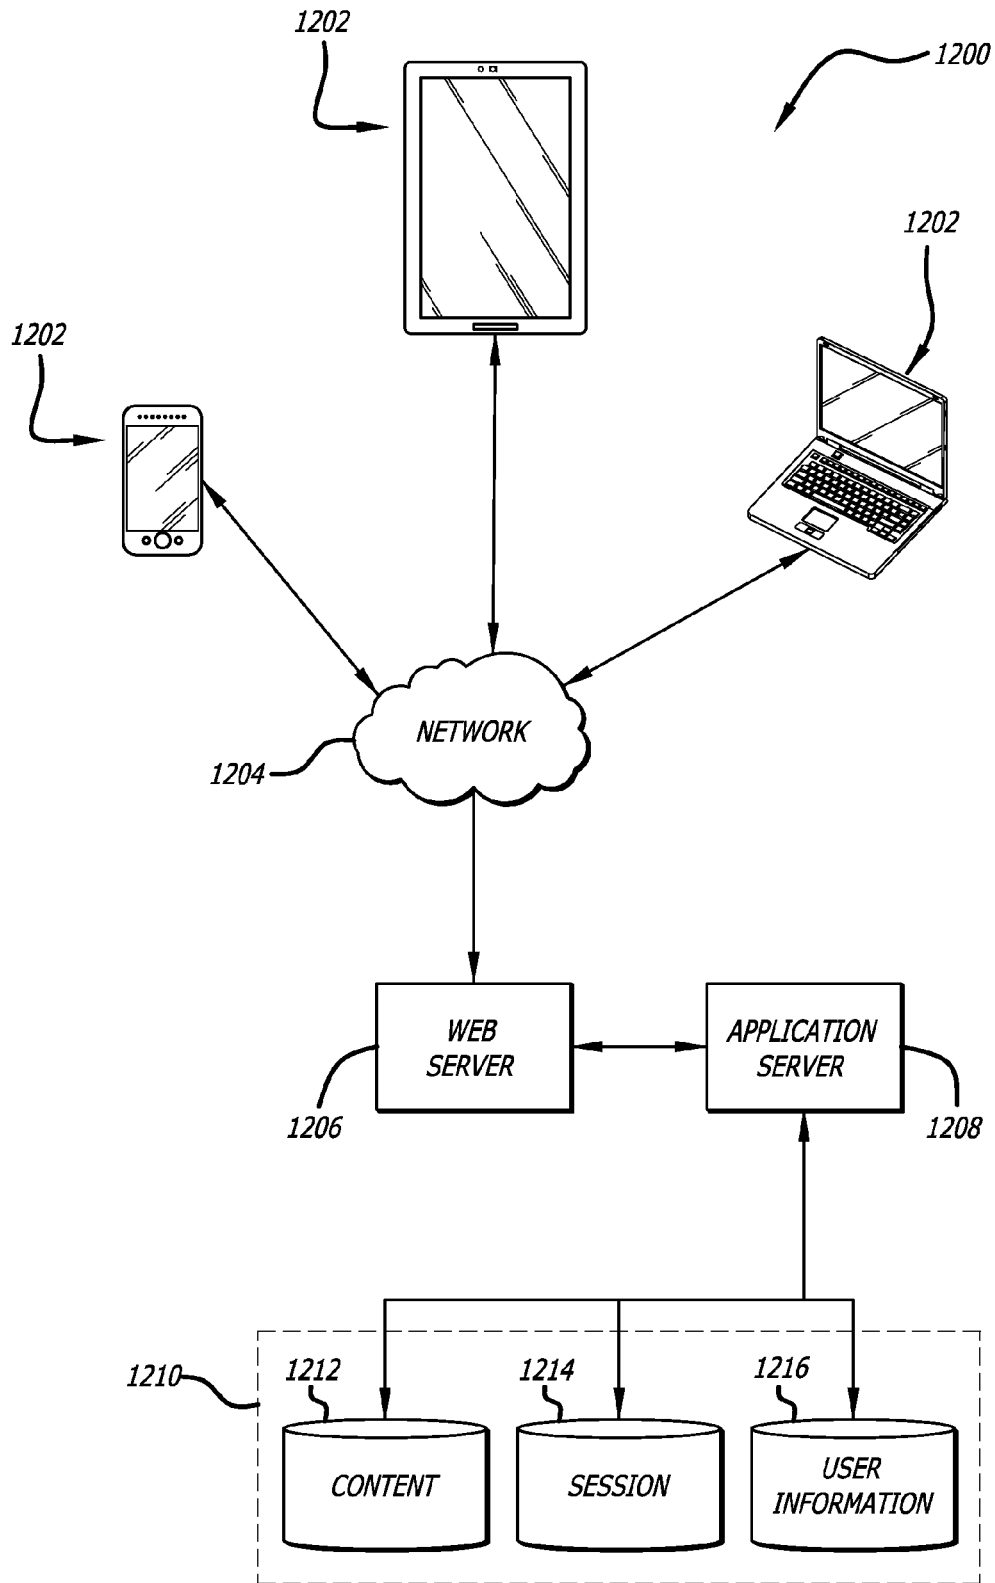 1202
1200
1202
1202
NETWORK
1204
WEB
SERVER
APPLICATION
SERVER
1206
1208
1210
1212
1214
1216
CONTENT
SESSION
USER
INFORMATION